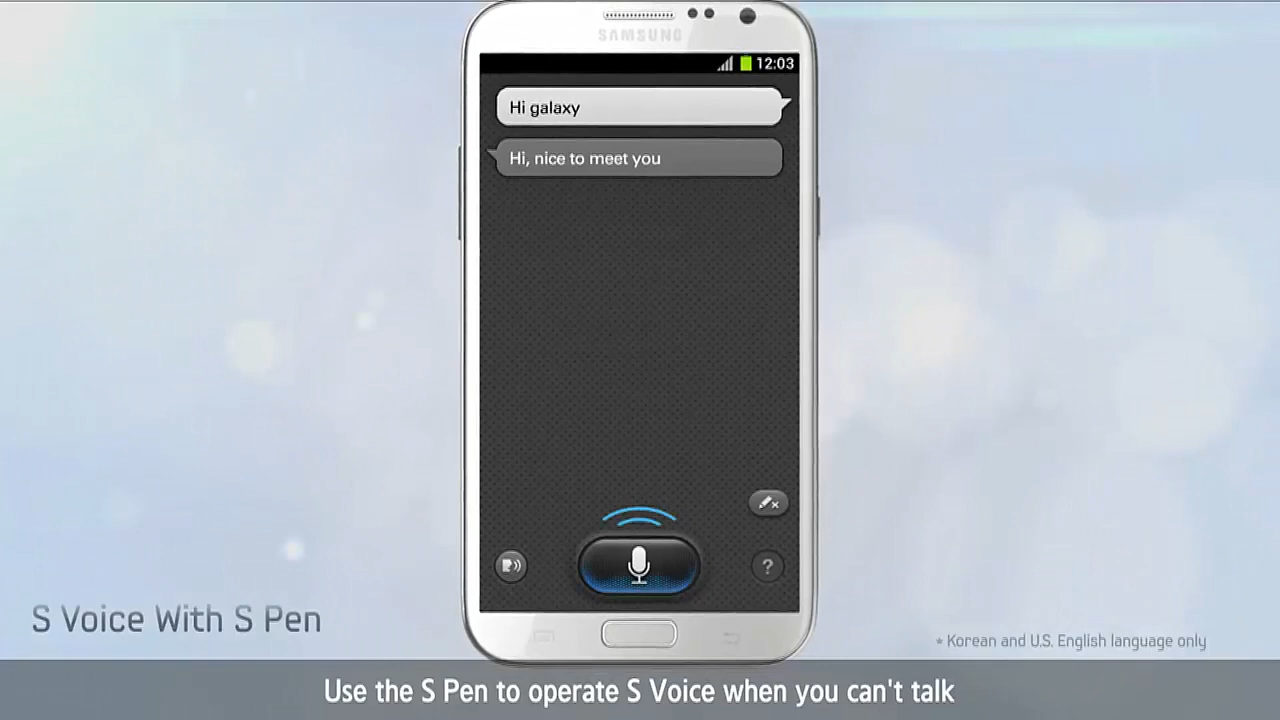 SAMSUNG
12:03
Hi galaxy
Hi, nice to meet you
?
S Voice With S Pen
* Korean and U.S. English language only
Use the S Pen to operate S Voice when you can't talk